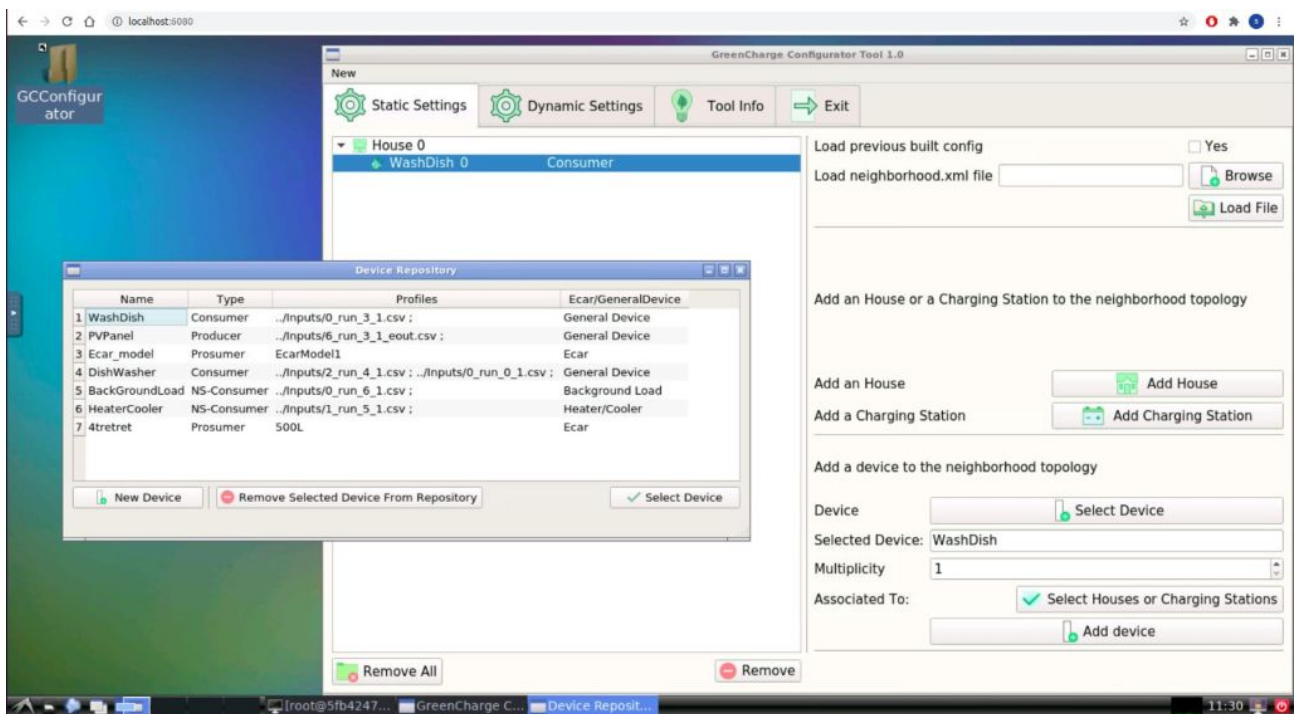 localhost:6080
GCConfigur
ator
GreenCharge Configurator Tool 1.0
New
Static Settings
Dynamic Settings
Tool Info
Exit
House 0
WashDish 0 Consumer
Load previous built config
Yes
Load neighborhood.xml file
Browse
Load File
Add an House or a Charging Station to the neighborhood topology
Add an House
Add House
Add a Charging Station
Add Charging Station
Add a device to the neighborhood topology
Device
Select Device
Selected Device: WashDish
Multiplicity 1
Associated To:
Select Houses or Charging Stations
Add device
Remove All
Remove
Device Repository
Name Type Profiles Ecar/GeneralDevice
1 WashDish Consumer ../Inputs/0_run_3_1.csv ; General Device
2 PVPanel Producer ../Inputs/6_run_3_1_eout.csv ; General Device
3 Ecar_model Prosumer EcarModel1 Ecar
4 DishWasher Consumer ../Inputs/2_run_4_1.csv ; ../Inputs/0_run_0_1.csv ; General Device
5 BackGroundLoad NS-Consumer ../Inputs/0_run_6_1.csv ; Background Load
6 HeaterCooler NS-Consumer ../Inputs/1_run_5_1.csv ; Heater/Cooler
7 4tretret Prosumer 500L Ecar
New Device
Remove Selected Device From Repository
Select Device
[root@5fb4247...
GreenCharge C...
Device Reposit...
11:30